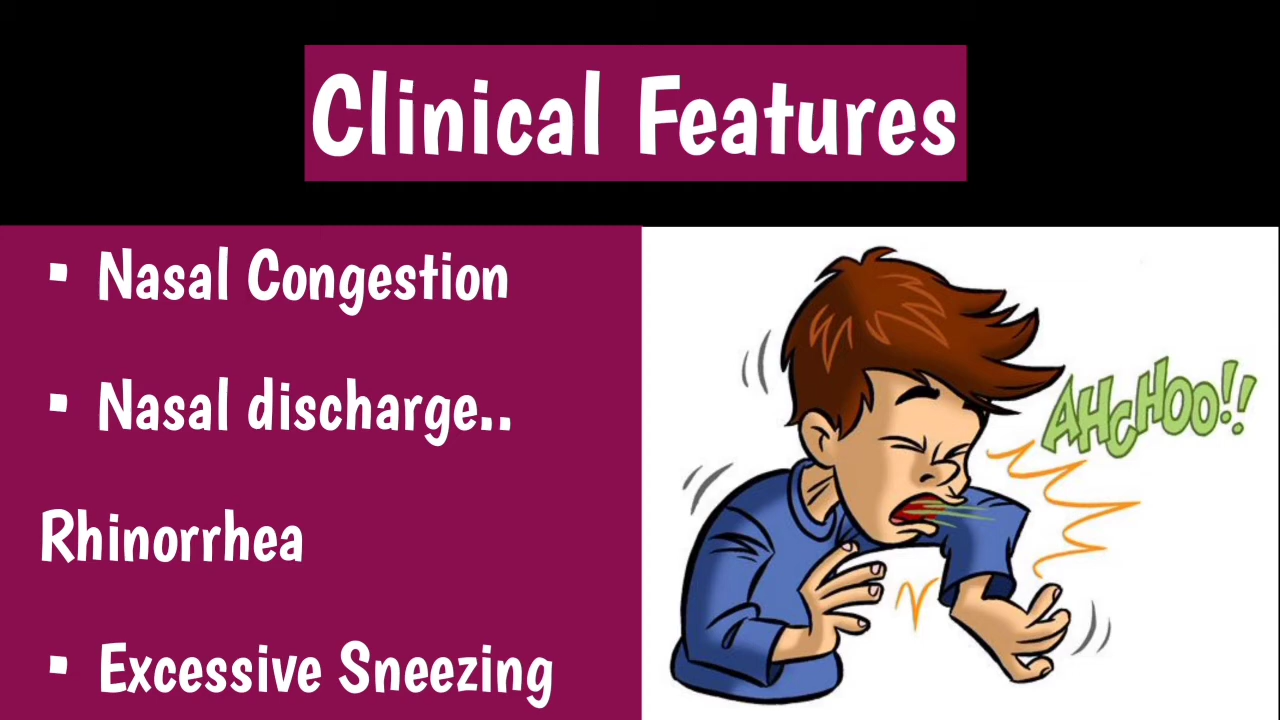 Clinical Features
▪ Nasal Congestion
▪ Nasal discharge..
Rhinorrhea
▪ Excessive Sneezing
AHcHOO!!